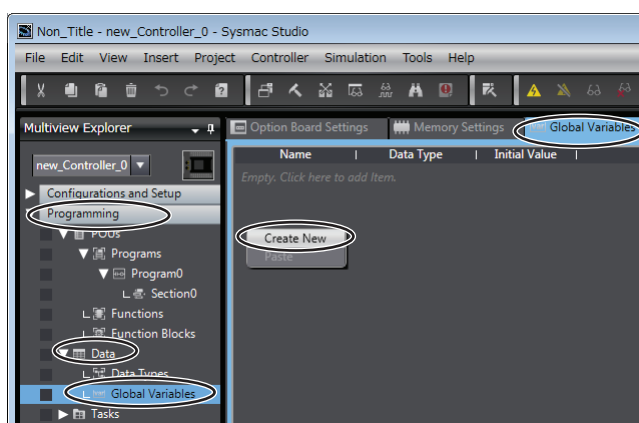 Non_Title - new_Controller_0 - Sysmac Studio
File Edit View Insert Project Controller Simulation Tools Help
Multiview Explorer
Option Board Settings Memory Settings Global Variables
new_Controller_0
Name | Data Type | Initial Value |
Empty. Click here to add Item.
Configurations and Setup
Programming
POUs
Create New
Programs
Paste
Program0
Section0
Functions
Function Blocks
Data
Data Types
Global Variables
Tasks